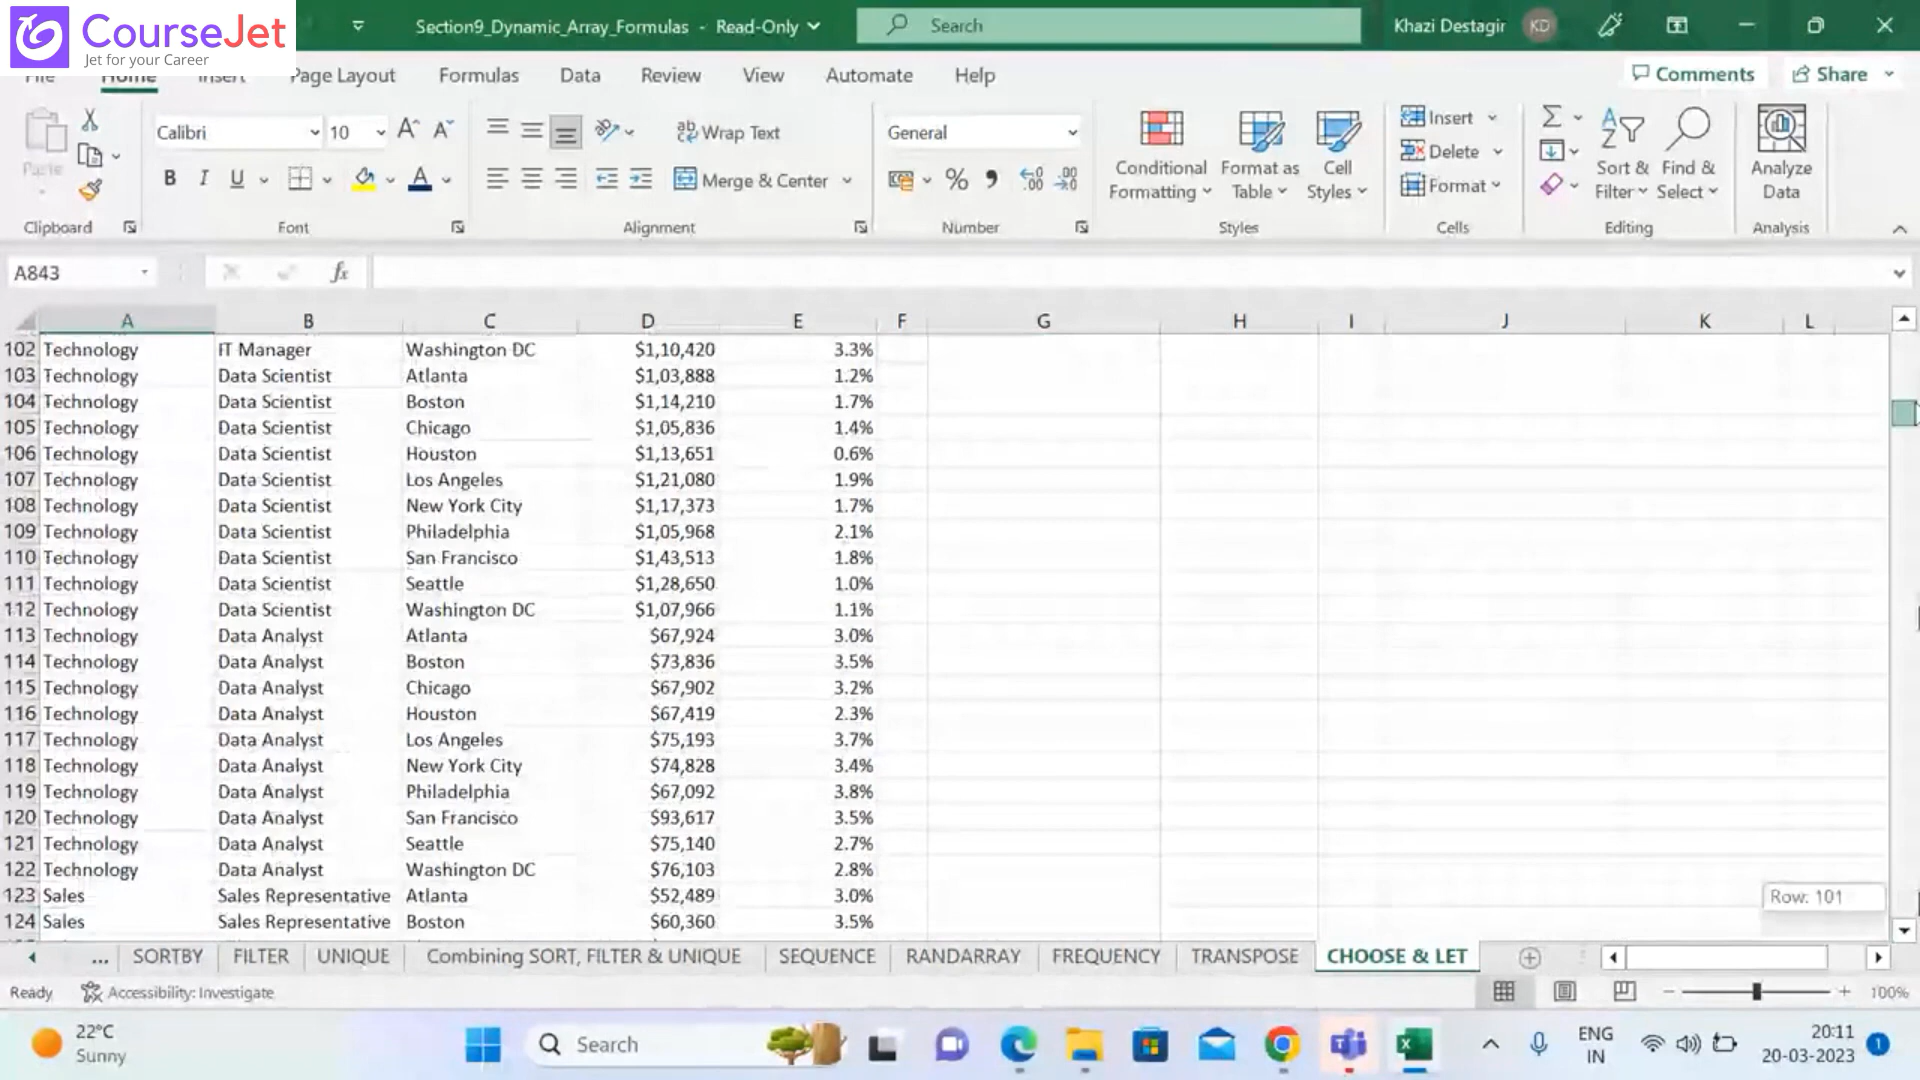 CourseJet
Jet for your Career
Section9_Dynamic_Array_Formulas - Read-Only
Search
Khazi Destagir KD
File Home Insert Page Layout Formulas Data Review View Automate Help
Comments Share
Paste
Calibri 10
B I U A
ab Wrap Text
Merge & Center
General
% 9 .00 .00
Conditional Formatting
Format as Table
Cell Styles
Insert
Delete
Format
Sort & Filter
Find & Select
Analyze Data
Clipboard Font Alignment Number Styles Cells Editing Analysis
A843 fx
A B C D E F G H I J K L
102 Technology IT Manager Washington DC $1,10,420 3.3%
103 Technology Data Scientist Atlanta $1,03,888 1.2%
104 Technology Data Scientist Boston $1,14,210 1.7%
105 Technology Data Scientist Chicago $1,05,836 1.4%
106 Technology Data Scientist Houston $1,13,651 0.6%
107 Technology Data Scientist Los Angeles $1,21,080 1.9%
108 Technology Data Scientist New York City $1,17,373 1.7%
109 Technology Data Scientist Philadelphia $1,05,968 2.1%
110 Technology Data Scientist San Francisco $1,43,513 1.8%
111 Technology Data Scientist Seattle $1,28,650 1.0%
112 Technology Data Scientist Washington DC $1,07,966 1.1%
113 Technology Data Analyst Atlanta $67,924 3.0%
114 Technology Data Analyst Boston $73,836 3.5%
115 Technology Data Analyst Chicago $67,902 3.2%
116 Technology Data Analyst Houston $67,419 2.3%
117 Technology Data Analyst Los Angeles $75,193 3.7%
118 Technology Data Analyst New York City $74,828 3.4%
119 Technology Data Analyst Philadelphia $67,092 3.8%
120 Technology Data Analyst San Francisco $93,617 3.5%
121 Technology Data Analyst Seattle $75,140 2.7%
122 Technology Data Analyst Washington DC $76,103 2.8%
123 Sales Sales Representative Atlanta $52,489 3.0%
124 Sales Sales Representative Boston $60,360 3.5%
Row: 101
... SORTBY FILTER UNIQUE Combining SORT, FILTER & UNIQUE SEQUENCE RANDARRAY FREQUENCY TRANSPOSE CHOOSE & LET
Ready Accessibility: Investigate 100%
22°C
Sunny
Search
ENG
IN
20:11
20-03-2023
1